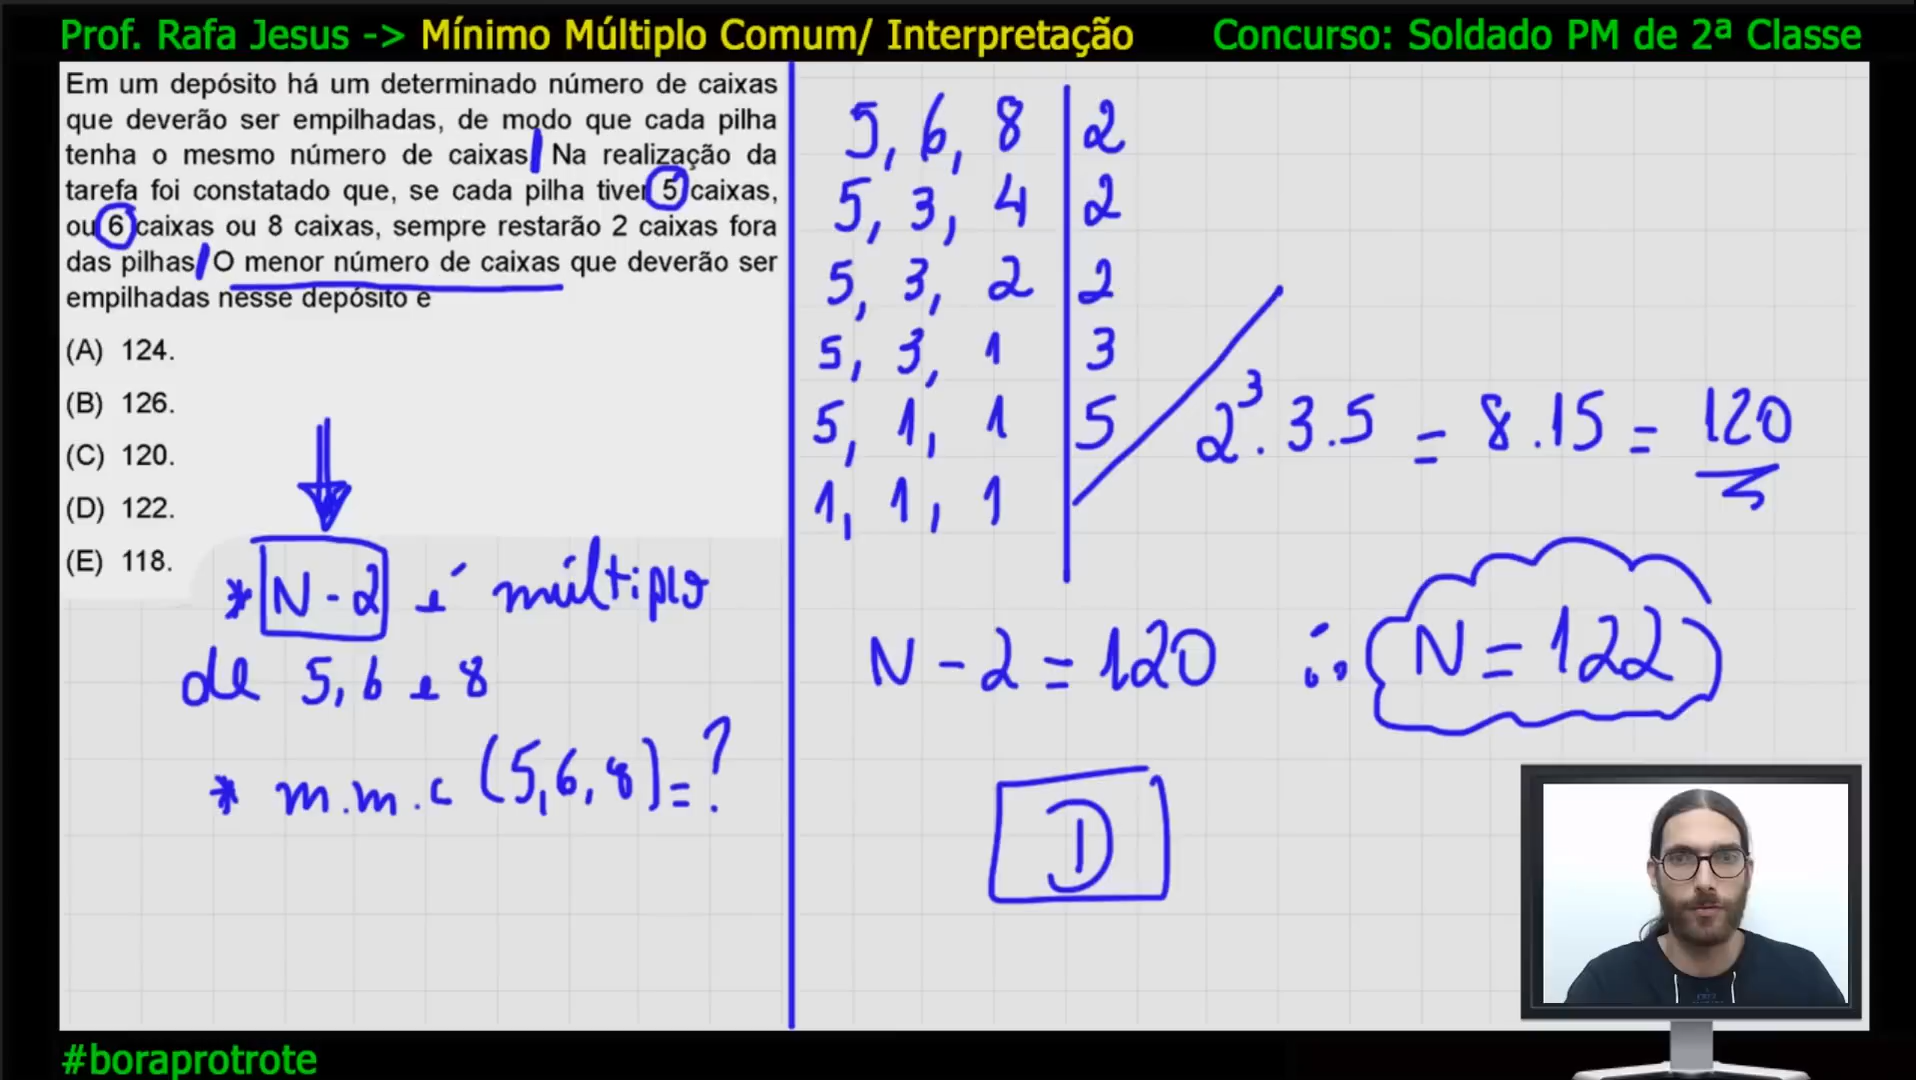 Prof. Rafa Jesus -> Mínimo Múltiplo Comum/ Interpretação
Concurso: Soldado PM de 2ª Classe
Em um depósito há um determinado número de caixas
que deverão ser empilhadas, de modo que cada pilha
tenha o mesmo número de caixas. Na realização da
tarefa foi constatado que, se cada pilha tiver 5 caixas,
ou 6 caixas ou 8 caixas, sempre restarão 2 caixas fora
das pilhas. O menor número de caixas que deverão ser
empilhadas nesse depósito é
(A) 124.
(B) 126.
(C) 120.
(D) 122.
(E) 118.
* N - 2 é múltiplo
de 5, 6 e 8
* m.m.c (5,6,8) = ?
5, 6, 8 | 2
5, 3, 4 | 2
5, 3, 2 | 2
5, 3, 1 | 3
5, 1, 1 | 5
1, 1, 1
2³ . 3 . 5 = 8 . 15 = 120
N - 2 = 120 ∴ N = 122
D
#boraprotrote